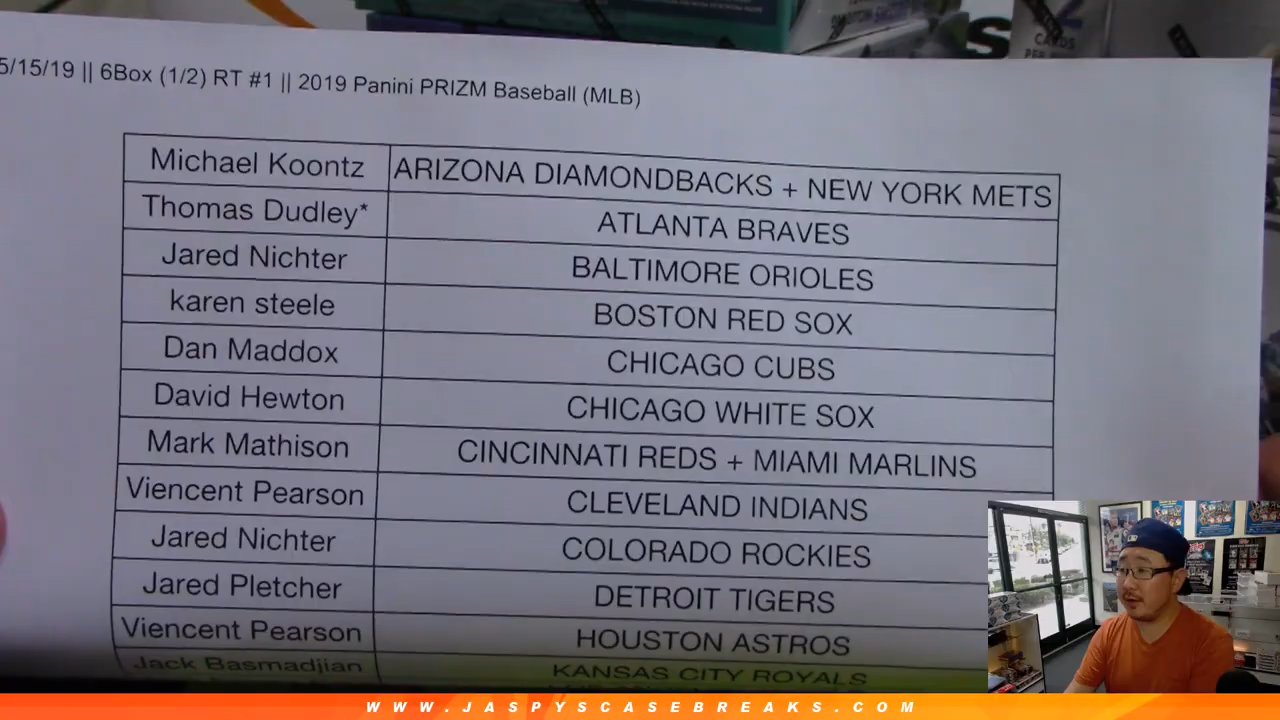 CARDS
5/15/19 || 6Box (1/2) RT #1 || 2019 Panini PRIZM Baseball (MLB)
Michael Koontz ARIZONA DIAMONDBACKS + NEW YORK METS
Thomas Dudley* ATLANTA BRAVES
Jared Nichter BALTIMORE ORIOLES
karen steele BOSTON RED SOX
Dan Maddox CHICAGO CUBS
David Hewton CHICAGO WHITE SOX
Mark Mathison CINCINNATI REDS + MIAMI MARLINS
Viencent Pearson CLEVELAND INDIANS
Jared Nichter COLORADO ROCKIES
Jared Pletcher DETROIT TIGERS
Viencent Pearson HOUSTON ASTROS
Jack Basmadjian KANSAS CITY ROYALS
WWW.JASPYSCASEBREAKS.COM